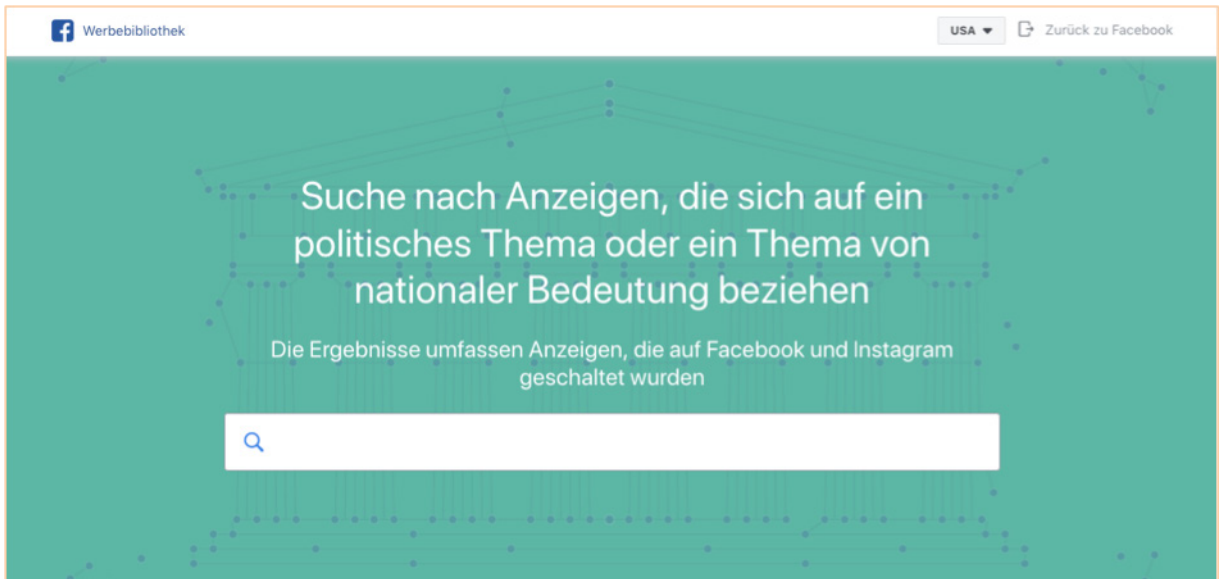 Werbebibliothek
USA
Zurück zu Facebook
Suche nach Anzeigen, die sich auf ein
politisches Thema oder ein Thema von
nationaler Bedeutung beziehen
Die Ergebnisse umfassen Anzeigen, die auf Facebook und Instagram
geschaltet wurden